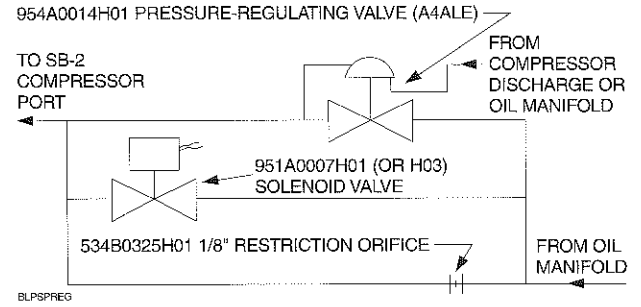 954A0014H01 PRESSURE-REGULATING VALVE (A4ALE)
FROM
COMPRESSOR
DISCHARGE OR
OIL MANIFOLD
TO SB-2
COMPRESSOR
PORT
951A0007H01 (OR H03)
SOLENOID VALVE
534B0325H01 1/8" RESTRICTION ORIFICE
FROM OIL
MANIFOLD
BLPSPREG